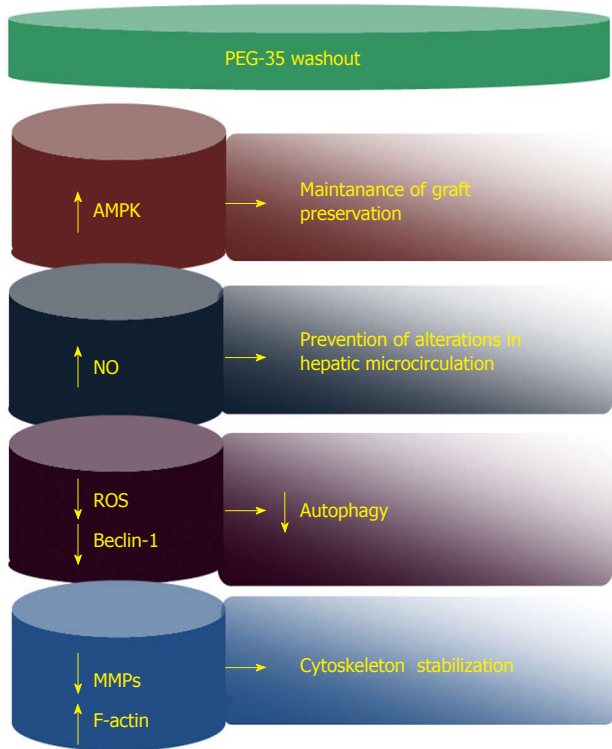 PEG-35 washout
AMPK
Maintanance of graft
preservation
NO
Prevention of alterations in
hepatic microcirculation
ROS
Beclin-1
Autophagy
MMPs
F-actin
Cytoskeleton stabilization